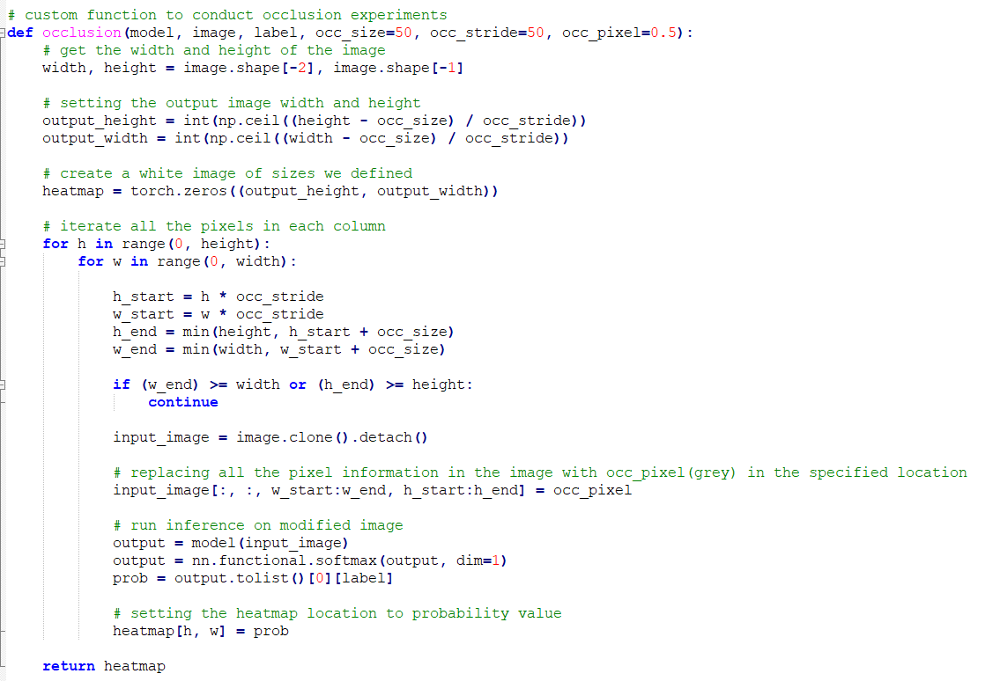 # custom function to conduct occlusion experiments
def occlusion(model, image, label, occ_size=50, occ_stride=50, occ_pixel=0.5):
    # get the width and height of the image
    width, height = image.shape[-2], image.shape[-1]

    # setting the output image width and height
    output_height = int(np.ceil((height - occ_size) / occ_stride))
    output_width = int(np.ceil((width - occ_size) / occ_stride))

    # create a white image of sizes we defined
    heatmap = torch.zeros((output_height, output_width))

    # iterate all the pixels in each column
    for h in range(0, height):
        for w in range(0, width):

            h_start = h * occ_stride
            w_start = w * occ_stride
            h_end = min(height, h_start + occ_size)
            w_end = min(width, w_start + occ_size)

            if (w_end) >= width or (h_end) >= height:
                continue

            input_image = image.clone().detach()

            # replacing all the pixel information in the image with occ_pixel(grey) in the specified location
            input_image[:, :, w_start:w_end, h_start:h_end] = occ_pixel

            # run inference on modified image
            output = model(input_image)
            output = nn.functional.softmax(output, dim=1)
            prob = output.tolist()[0][label]

            # setting the heatmap location to probability value
            heatmap[h, w] = prob

    return heatmap